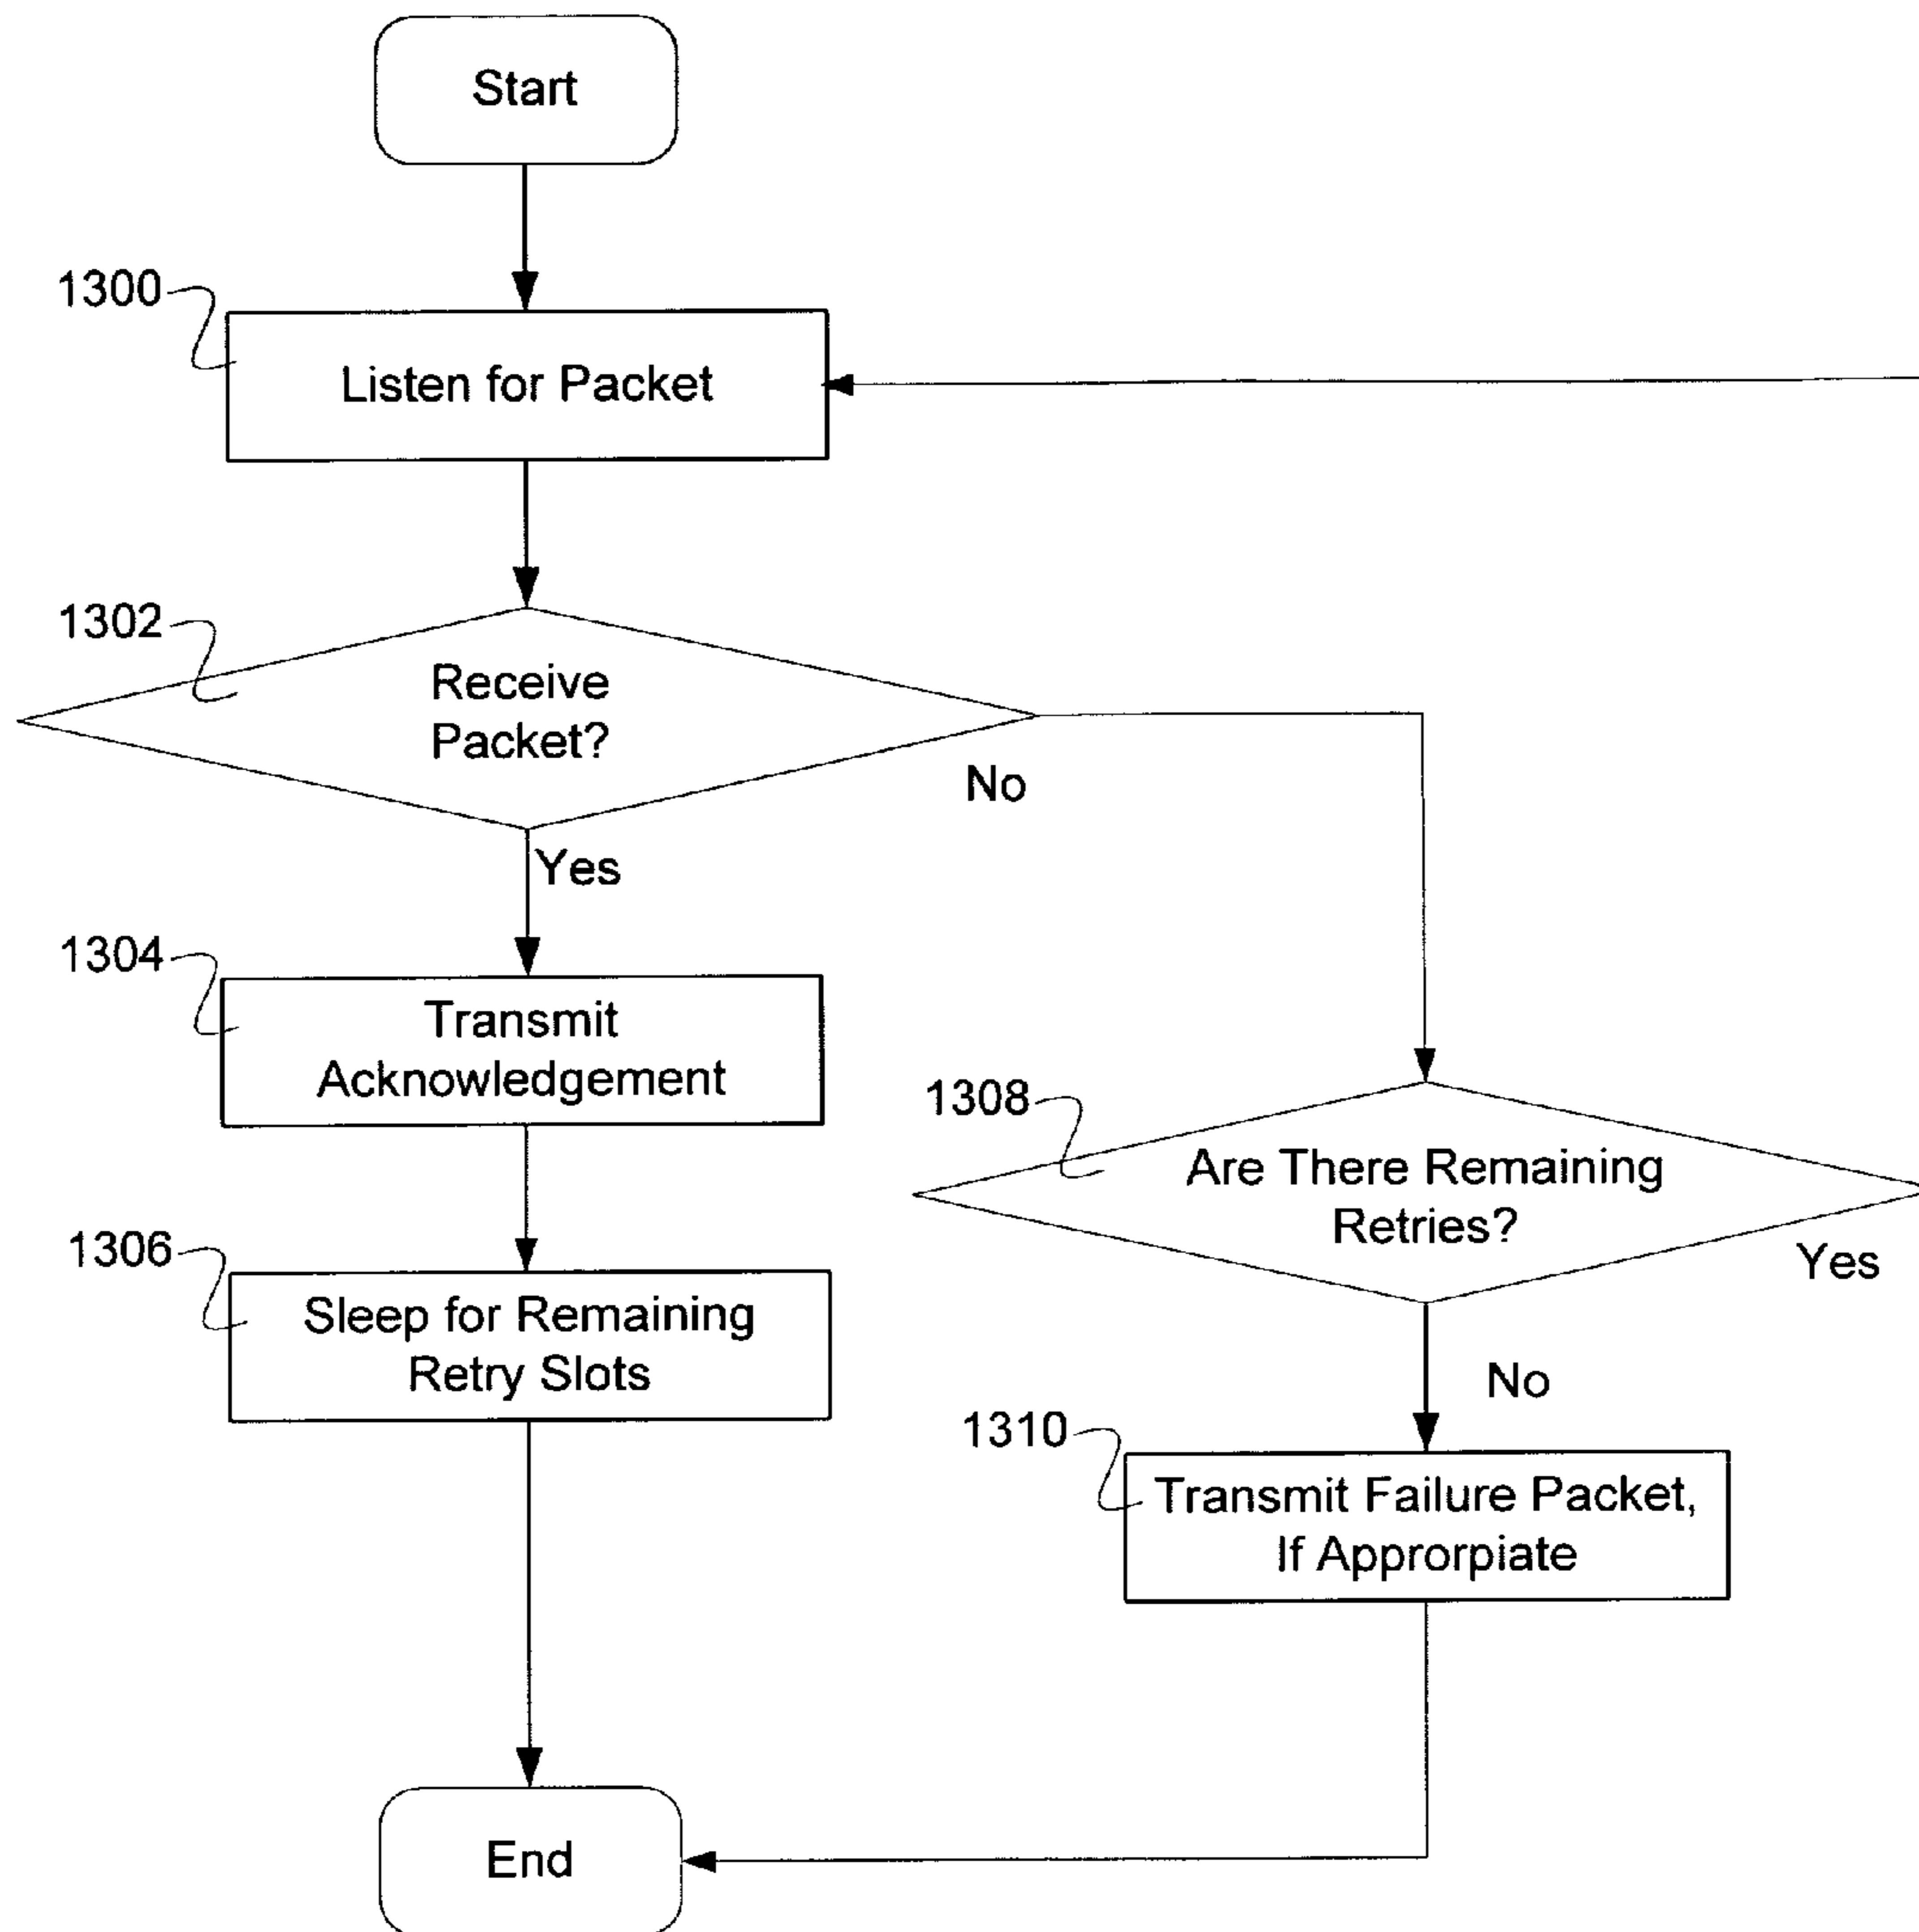 Start
1300
Listen for Packet
1302
Receive
Packet?
No
Yes
1304
Transmit
Acknowledgement
1308
Are There Remaining
Retries?
Yes
1306
Sleep for Remaining
Retry Slots
No
1310
Transmit Failure Packet,
If Approrpiate
End